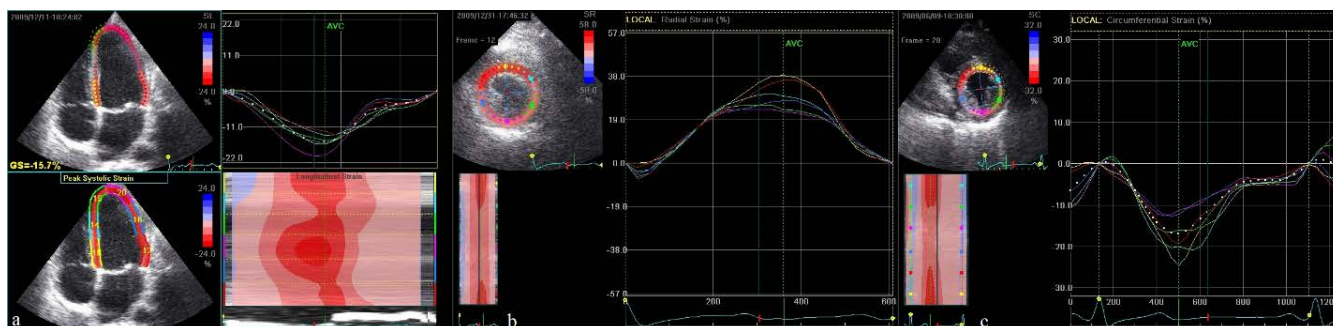 2009/12/11-10:24:02
SL
24.0
24.0
%
GS=-15.7%
22.0
11.0
0.0
-11.0
-22.0
AVC
Peak Systolic Strain
24.0
-24.0
%
Longitudinal Strain
a
2009/12/31-17:46:32
SR
58.0
Frame = 12
58.0
%
b
LOCAL: Radial Strain (%)
57.0
AVC
38.0
19.0
0.0
-19.0
-38.0
-57.0
200
400
600
2009/06/09-10:30:00
SC
32.0
Frame = 28
32.0
%
c
LOCAL: Circumferential Strain (%)
30.0
AVC
20.0
10.0
0.0
-10.0
-20.0
30.0
0
200
400
600
800
1000
1200